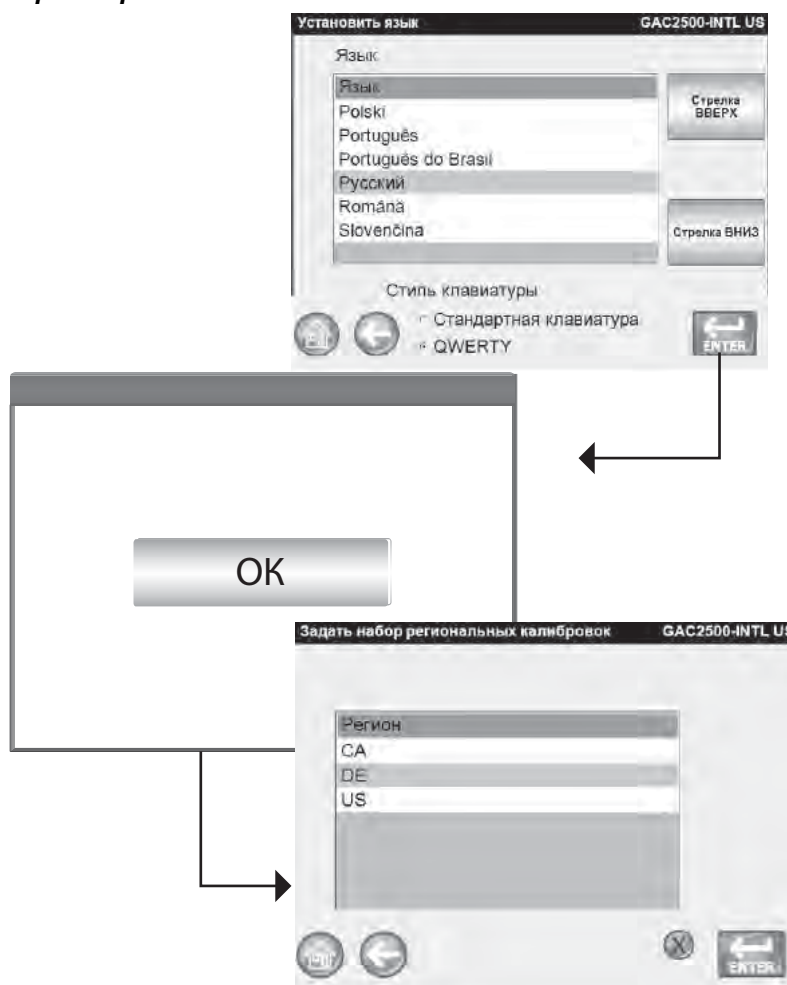 Установить язык GAC2500-INTL US
Язык
Язык
Polski
Português
Português do Brasil
Русский
Română
Slovenčina
Стрелка
ВВЕРХ
Стрелка ВНИЗ
Стиль клавиатуры
Стандартная клавиатура
QWERTY
ENTER
OK
Задать набор региональных калибровок GAC2500-INTL US
Регион
CA
DE
US
X
ENTER